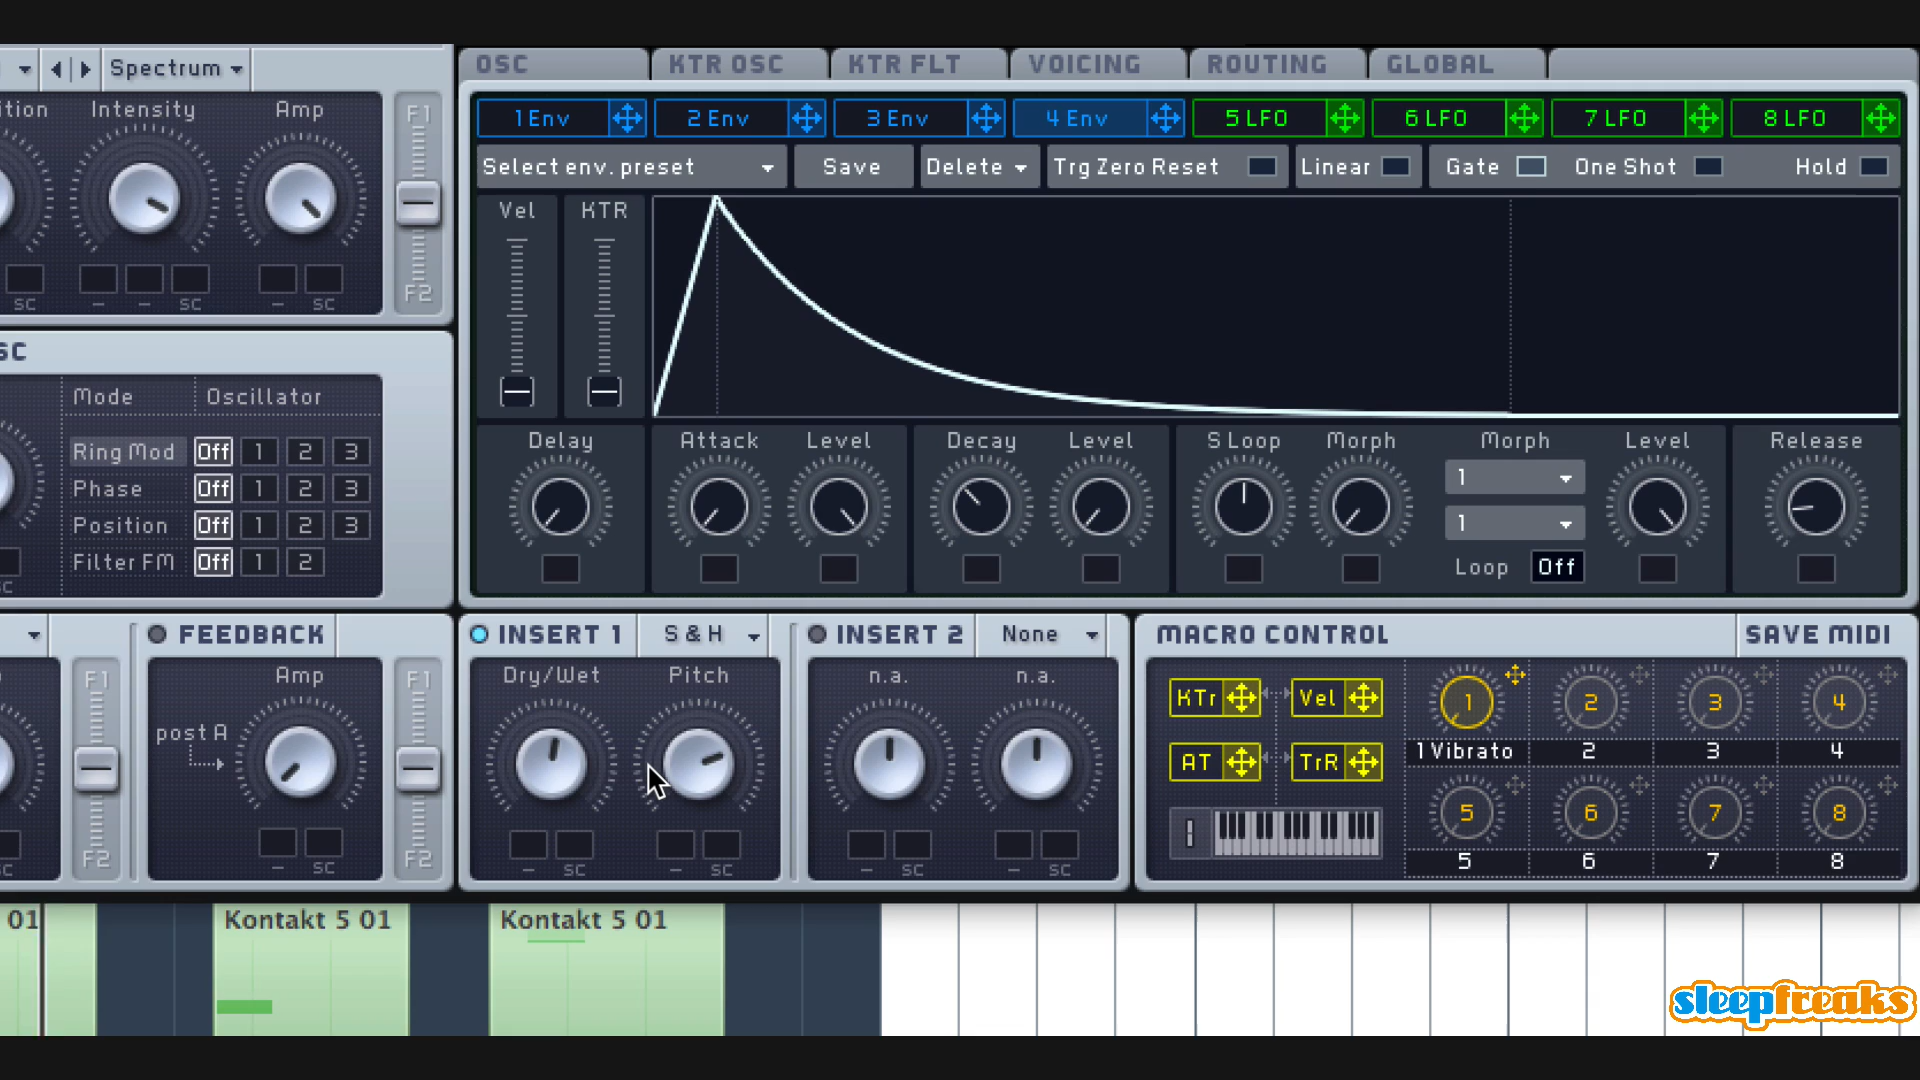 Spectrum
OSC
KTR OSC
KTR FLT
VOICING
ROUTING
GLOBAL
1 Env
2 Env
3 Env
4 Env
5 LFO
6 LFO
7 LFO
8 LFO
ition
Intensity
Amp
F1
Select env. preset
Save
Delete
Trg Zero Reset
Linear
Gate
One Shot
Hold
Vel
KTR
F2
SC
SC
SC
SC
Mode
Oscillator
Ring Mod Off 1 2 3
Phase Off 1 2 3
Position Off 1 2 3
Filter FM Off 1 2
Delay
Attack
Level
Decay
Level
S Loop
Morph
Morph
Level
Release
1
1
Loop Off
FEEDBACK
INSERT 1
S & H
INSERT 2
None
MACRO CONTROL
SAVE MIDI
F1
Amp
F1
post A
F2
SC
F2
Dry/Wet
Pitch
SC
SC
n.a.
n.a.
SC
SC
KTr
Vel
AT
TrR
1
2
3
4
1 Vibrato
2
3
4
5
6
7
8
5
6
7
8
01
Kontakt 5 01
Kontakt 5 01
sleepfreaks